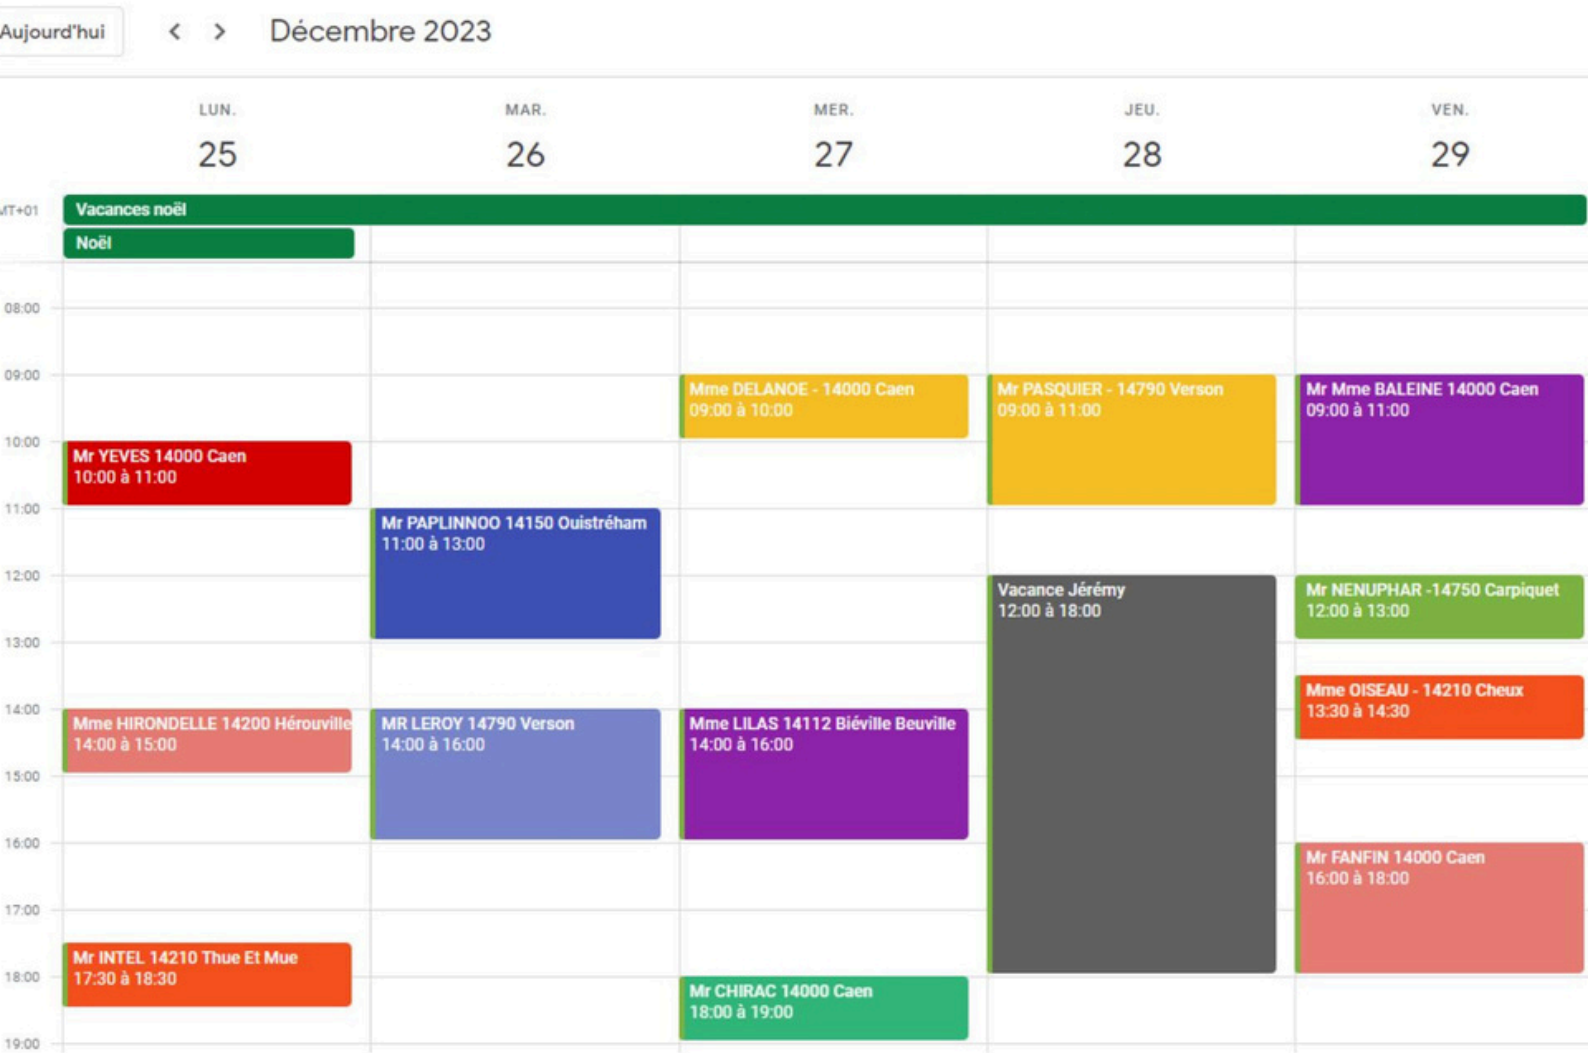 Aujourd'hui
Décembre 2023
LUN.
MAR.
MER.
JEU.
VEN.
25
26
27
28
29
MT+01
Vacances noël
Noël
08:00
09:00
Mme DELANOE - 14000 Caen
09:00 à 10:00
Mr PASQUIER - 14790 Verson
09:00 à 11:00
Mr Mme BALEINE 14000 Caen
09:00 à 11:00
10:00
Mr YEVES 14000 Caen
10:00 à 11:00
11:00
Mr PAPLINNOO 14150 Ouistréham
11:00 à 13:00
12:00
Vacance Jérémy
12:00 à 18:00
Mr NENUPHAR -14750 Carpiquet
12:00 à 13:00
13:00
Mme OISEAU - 14210 Cheux
13:30 à 14:30
14:00
Mme HIRONDELLE 14200 Hérouville
14:00 à 15:00
MR LEROY 14790 Verson
14:00 à 16:00
Mme LILAS 14112 Biéville Beuville
14:00 à 16:00
15:00
16:00
Mr FANFIN 14000 Caen
16:00 à 18:00
17:00
Mr INTEL 14210 Thue Et Mue
17:30 à 18:30
18:00
Mr CHIRAC 14000 Caen
18:00 à 19:00
19:00